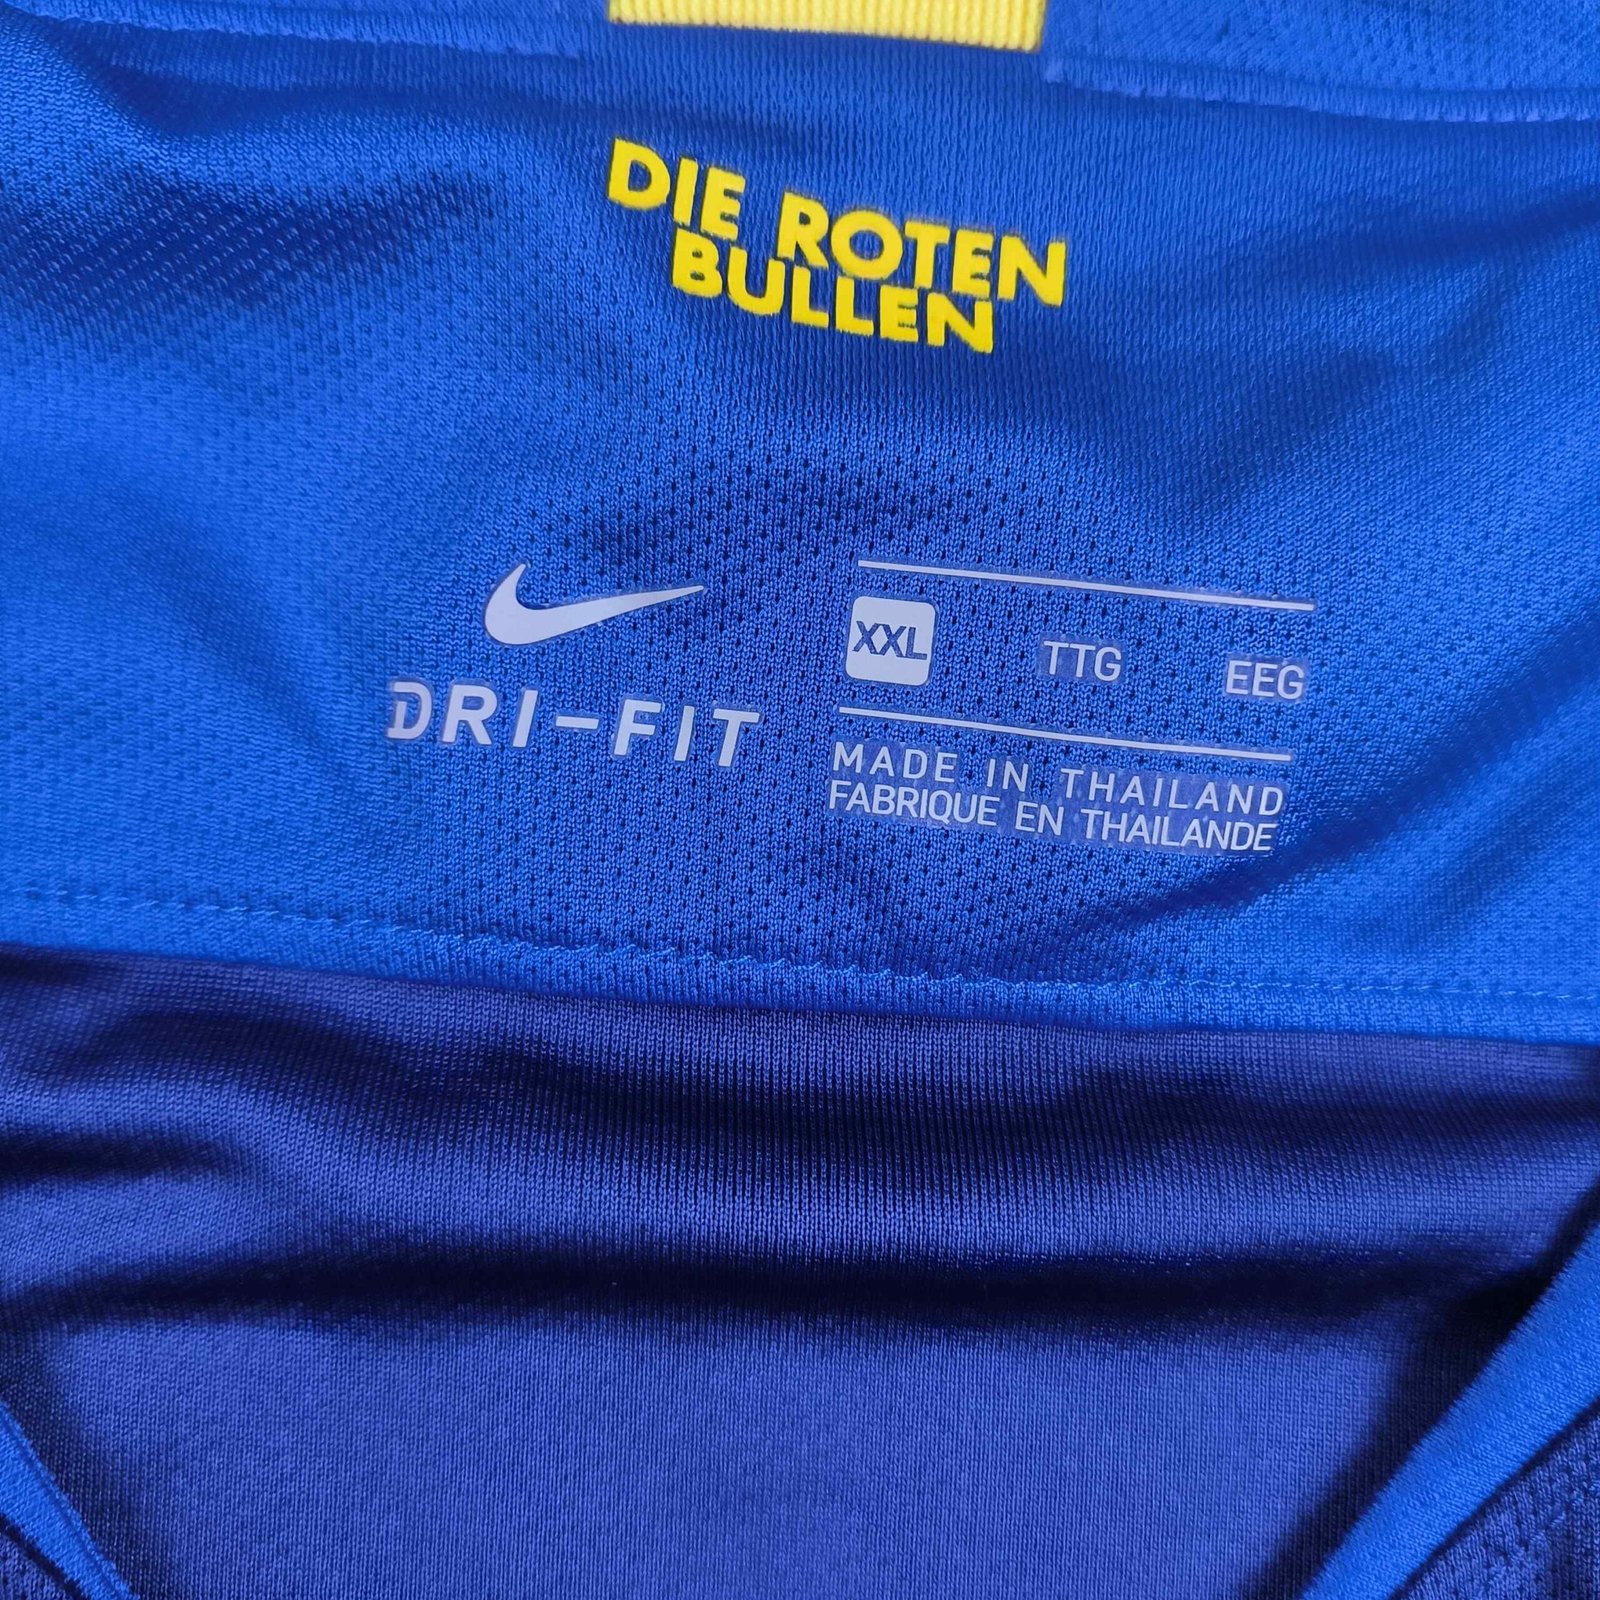 DIE ROTEN
BULLEN
DRI-FIT
XXL TTG EEG
MADE IN THAILAND
FABRIQUE EN THAILANDE